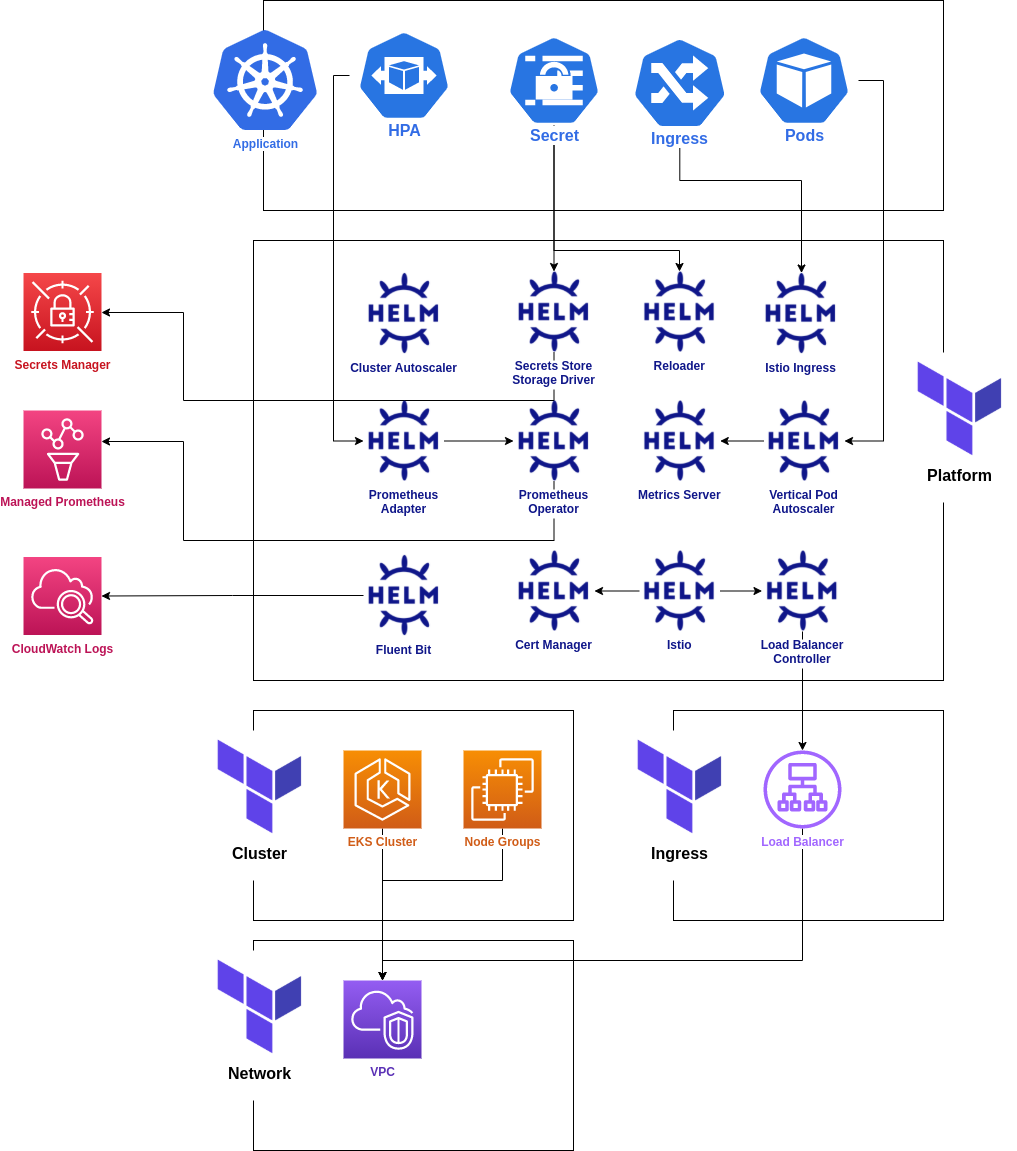 Application
HPA
Secret
Ingress
Pods
HELM
HELM
HELM
HELM
Secrets Manager
Cluster Autoscaler
Secrets Store
Storage Driver
Reloader
Istio Ingress
HELM
HELM
HELM
HELM
Platform
Managed Prometheus
Prometheus
Adapter
Prometheus
Operator
Metrics Server
Vertical Pod
Autoscaler
HELM
HELM
HELM
HELM
CloudWatch Logs
Fluent Bit
Cert Manager
Istio
Load Balancer
Controller
K
Cluster
EKS Cluster
Node Groups
Ingress
Load Balancer
Network
VPC